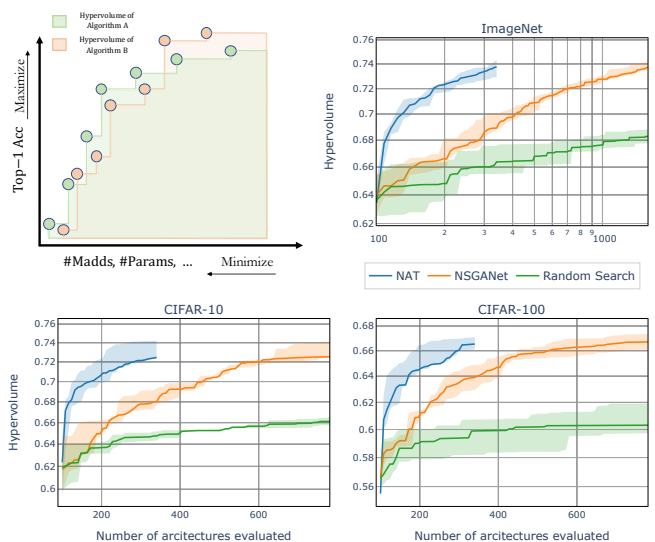 Hypervolume of
Algorithm A
Hypervolume of
Algorithm B
Top−1 Acc
Maximize
#Madds, #Params, ...
Minimize
ImageNet
Hypervolume
0.76
0.74
0.72
0.7
0.68
0.66
0.64
0.62
100
2
3
4
5
6
7
8
9
1000
NAT
NSGANet
Random Search
CIFAR-10
Hypervolume
0.76
0.74
0.72
0.7
0.68
0.66
0.64
0.62
0.6
200
400
600
Number of arcitectures evaluated
CIFAR-100
0.68
0.66
0.64
0.62
0.6
0.58
0.56
200
400
600
Number of arcitectures evaluated